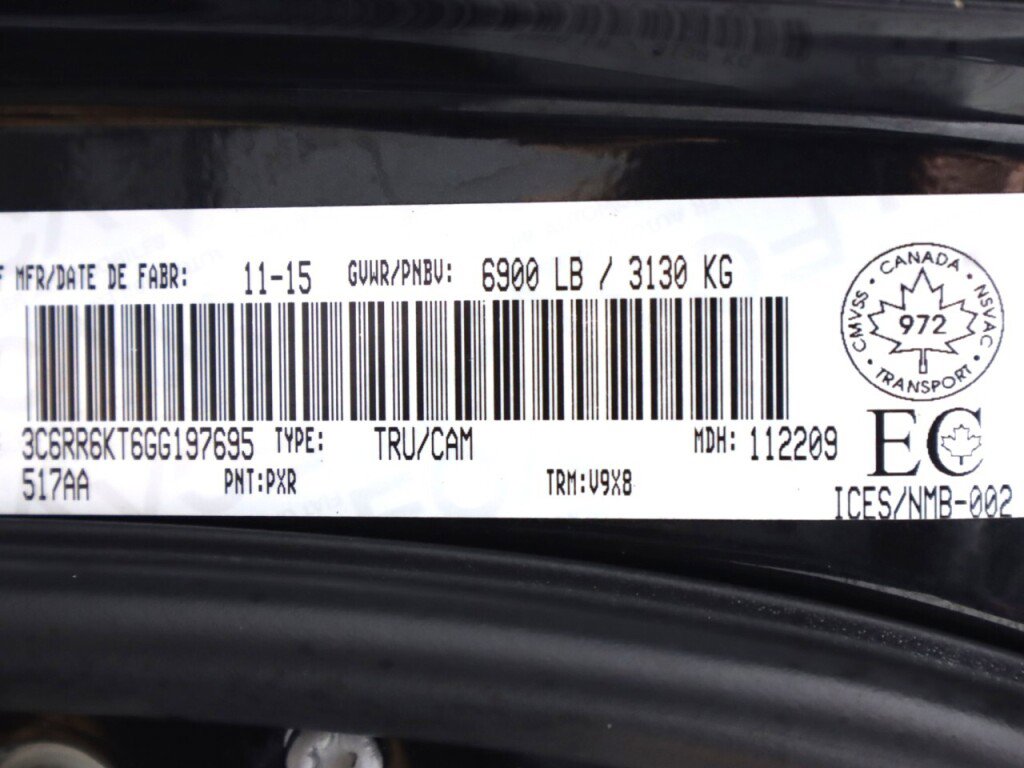 F MFR/DATE DE FABR: 11-15 GVWR/PNBV: 6900 LB / 3130 KG
CANADA • NSVAC • TRANSPORT • CMVSS •
972
3C6RR6KT6GG197695 TYPE: TRU/CAM MDH: 112209
EC
517AA PNT:PXR TRM:V9X8
ICES/NMB-002